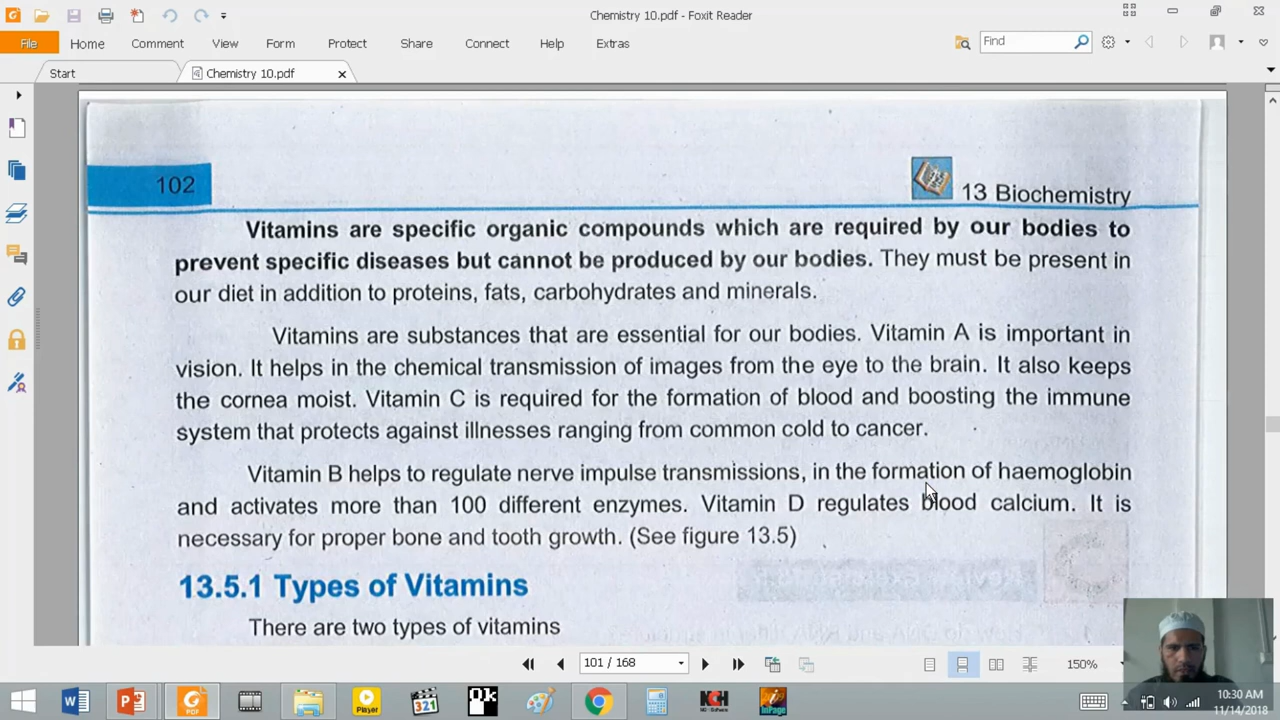 Chemistry 10.pdf - Foxit Reader
File Home Comment View Form Protect Share Connect Help Extras Find
Start Chemistry 10.pdf
102 13 Biochemistry
Vitamins are specific organic compounds which are required by our bodies to
prevent specific diseases but cannot be produced by our bodies. They must be present in
our diet in addition to proteins, fats, carbohydrates and minerals.
Vitamins are substances that are essential for our bodies. Vitamin A is important in
vision. It helps in the chemical transmission of images from the eye to the brain. It also keeps
the cornea moist. Vitamin C is required for the formation of blood and boosting the immune
system that protects against illnesses ranging from common cold to cancer.
Vitamin B helps to regulate nerve impulse transmissions, in the formation of haemoglobin
and activates more than 100 different enzymes. Vitamin D regulates blood calcium. It is
necessary for proper bone and tooth growth. (See figure 13.5)
13.5.1 Types of Vitamins
There are two types of vitamins
101 / 168 150%
Player 321 Qk NCH InPage
10:30 AM
11/14/2018